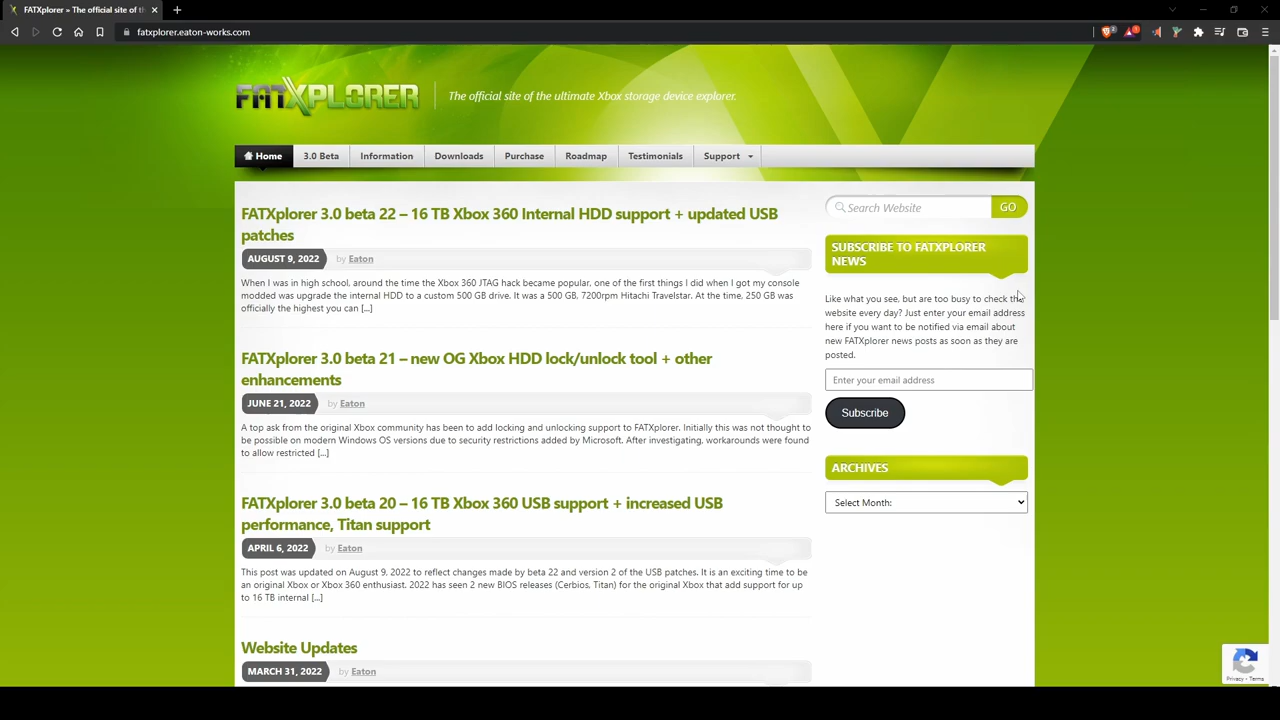 FATXplorer » The official site of th
fatxplorer.eaton-works.com
FATXPLORER
The official site of the ultimate Xbox storage device explorer.
Home
3.0 Beta
Information
Downloads
Purchase
Roadmap
Testimonials
Support
FATXplorer 3.0 beta 22 – 16 TB Xbox 360 Internal HDD support + updated USB
patches
AUGUST 9, 2022
by Eaton
When I was in high school, around the time the Xbox 360 JTAG hack became popular, one of the first things I did when I got my console
modded was upgrade the internal HDD to a custom 500 GB drive. It was a 500 GB, 7200rpm Hitachi Travelstar. At the time, 250 GB was
officially the highest you can [...]
FATXplorer 3.0 beta 21 – new OG Xbox HDD lock/unlock tool + other
enhancements
JUNE 21, 2022
by Eaton
A top ask from the original Xbox community has been to add locking and unlocking support to FATXplorer. Initially this was not thought to
be possible on modern Windows OS versions due to security restrictions added by Microsoft. After investigating, workarounds were found
to allow restricted [...]
FATXplorer 3.0 beta 20 – 16 TB Xbox 360 USB support + increased USB
performance, Titan support
APRIL 6, 2022
by Eaton
This post was updated on August 9, 2022 to reflect changes made by beta 22 and version 2 of the USB patches. It is an exciting time to be
an original Xbox or Xbox 360 enthusiast. 2022 has seen 2 new BIOS releases (Cerbios, Titan) for the original Xbox that add support for up
to 16 TB internal [...]
Website Updates
MARCH 31, 2022
by Eaton
Search Website
GO
SUBSCRIBE TO FATXPLORER
NEWS
Like what you see, but are too busy to check the
website every day? Just enter your email address
here if you want to be notified via email about
new FATXplorer news posts as soon as they are
posted.
Enter your email address
Subscribe
ARCHIVES
Select Month:
Privacy - Terms